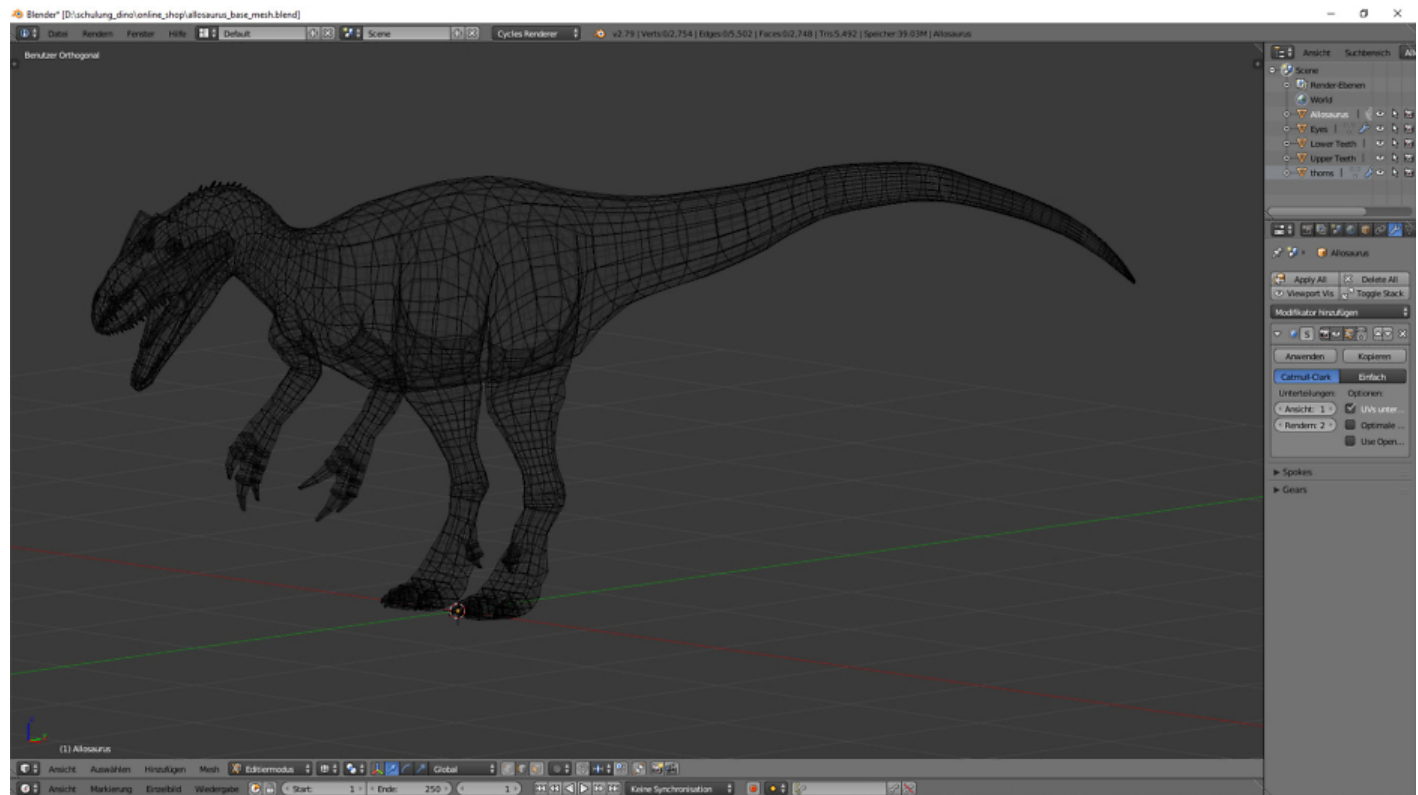 Blender* [D:\schulung_dino\online_shop\allosaurus_base_mesh.blend]
Datei Rendern Fenster Hilfe Default Scene Cycles Renderer v2.79 | Verts:0/2,754 | Edges:0/5,502 | Faces:0/2,748 | Tris:5,492 | Speicher:39.03M | Allosaurus
Benutzer Orthogonal
Ansicht Suchbereich All
Scene
Render-Ebenen
World
Allosaurus
Eyes
Lower Teeth
Upper Teeth
thorns
Allosaurus
Apply All Delete All
Viewport Vis Toggle Stack
Modifikator hinzufügen
S
Anwenden Kopieren
Catmull-Clark Einfach
Unterteilungen: Optionen:
Ansicht: 1 UVs unter...
Rendern: 2 Optimale ...
Use Open...
Spokes
Gears
(1) Allosaurus
Ansicht Auswählen Hinzufügen Mesh Editiermodus Global
Ansicht Markierung Einzelbild Wiedergabe Start: 1 Ende: 250 1 Keine Synchronisation